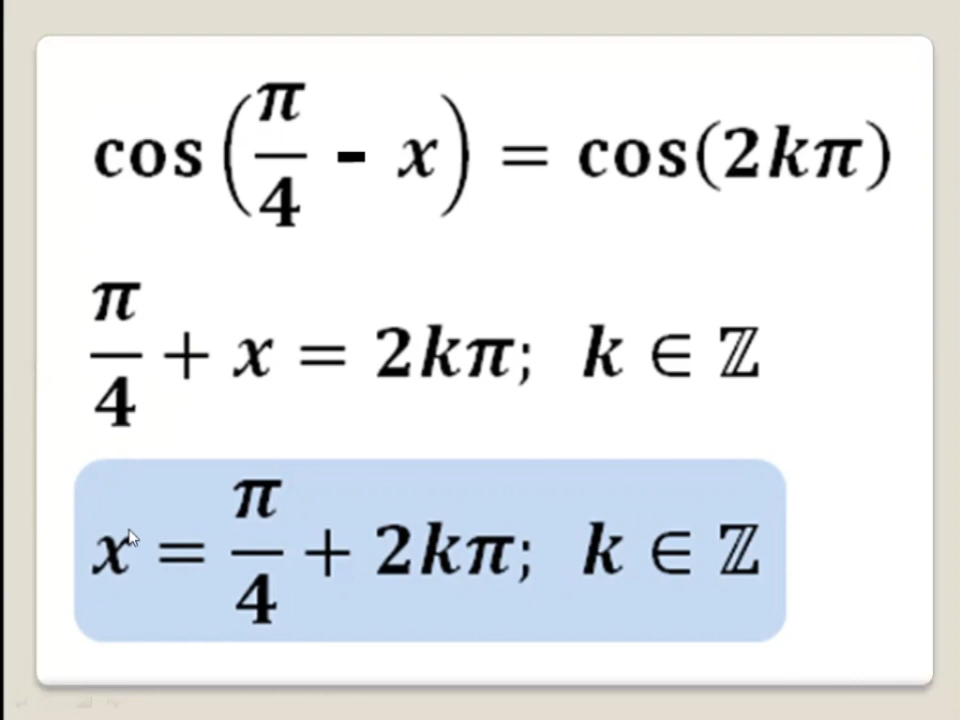 cos(π/4 - x) = cos(2kπ)
π/4 + x = 2kπ; k ∈ ℤ
x = π/4 + 2kπ; k ∈ ℤ